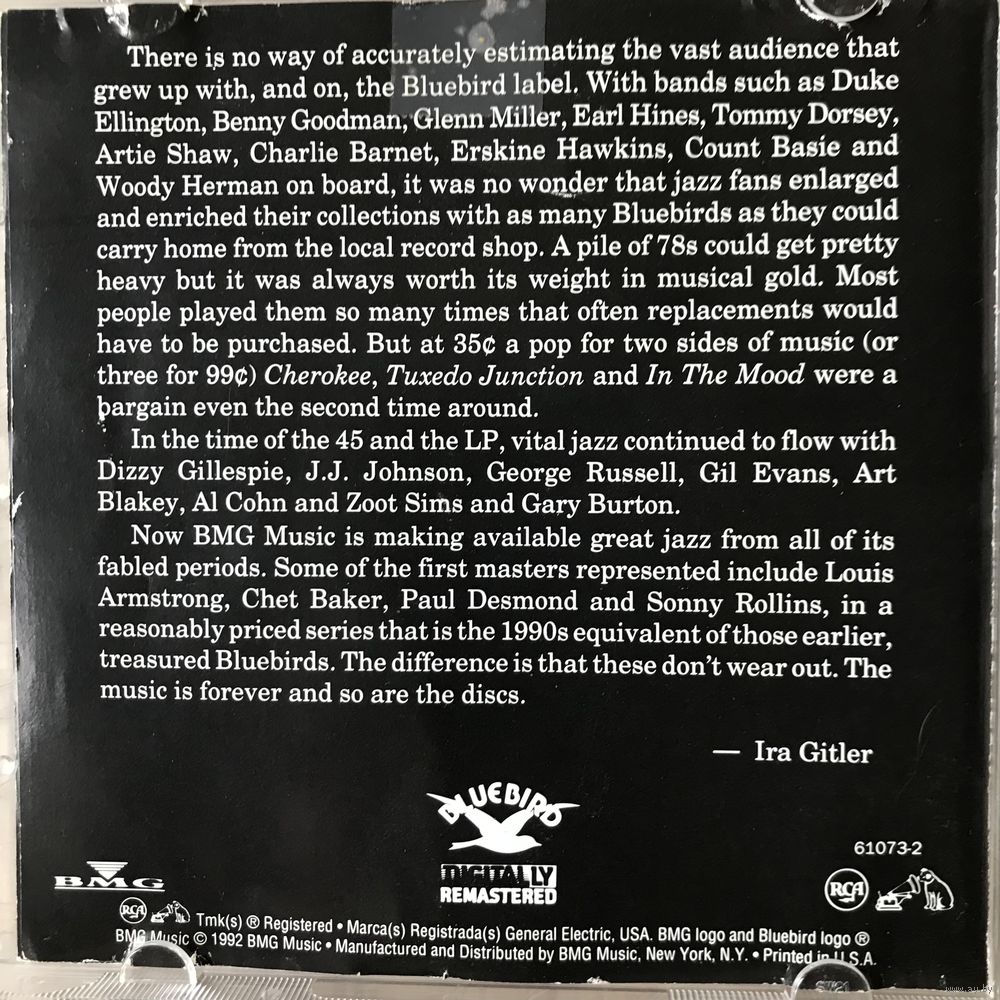 There is no way of accurately estimating the vast audience that
grew up with, and on, the Bluebird label. With bands such as Duke
Ellington, Benny Goodman, Glenn Miller, Earl Hines, Tommy Dorsey,
Artie Shaw, Charlie Barnet, Erskine Hawkins, Count Basie and
Woody Herman on board, it was no wonder that jazz fans enlarged
and enriched their collections with as many Bluebirds as they could
carry home from the local record shop. A pile of 78s could get pretty
heavy but it was always worth its weight in musical gold. Most
people played them so many times that often replacements would
have to be purchased. But at 35¢ a pop for two sides of music (or
three for 99¢) Cherokee, Tuxedo Junction and In The Mood were a
bargain even the second time around.
In the time of the 45 and the LP, vital jazz continued to flow with
Dizzy Gillespie, J.J. Johnson, George Russell, Gil Evans, Art
Blakey, Al Cohn and Zoot Sims and Gary Burton.
Now BMG Music is making available great jazz from all of its
fabled periods. Some of the first masters represented include Louis
Armstrong, Chet Baker, Paul Desmond and Sonny Rollins, in a
reasonably priced series that is the 1990s equivalent of those earlier,
treasured Bluebirds. The difference is that these don't wear out. The
music is forever and so are the discs.
— Ira Gitler
BLUEBIRD
DIGITALLY
REMASTERED
61073-2
BMG
RCA
RCA Tmk(s) ® Registered • Marca(s) Registrada(s) General Electric, USA. BMG logo and Bluebird logo ®
BMG Music © 1992 BMG Music • Manufactured and Distributed by BMG Music, New York, N.Y. • Printed in U.S.A.